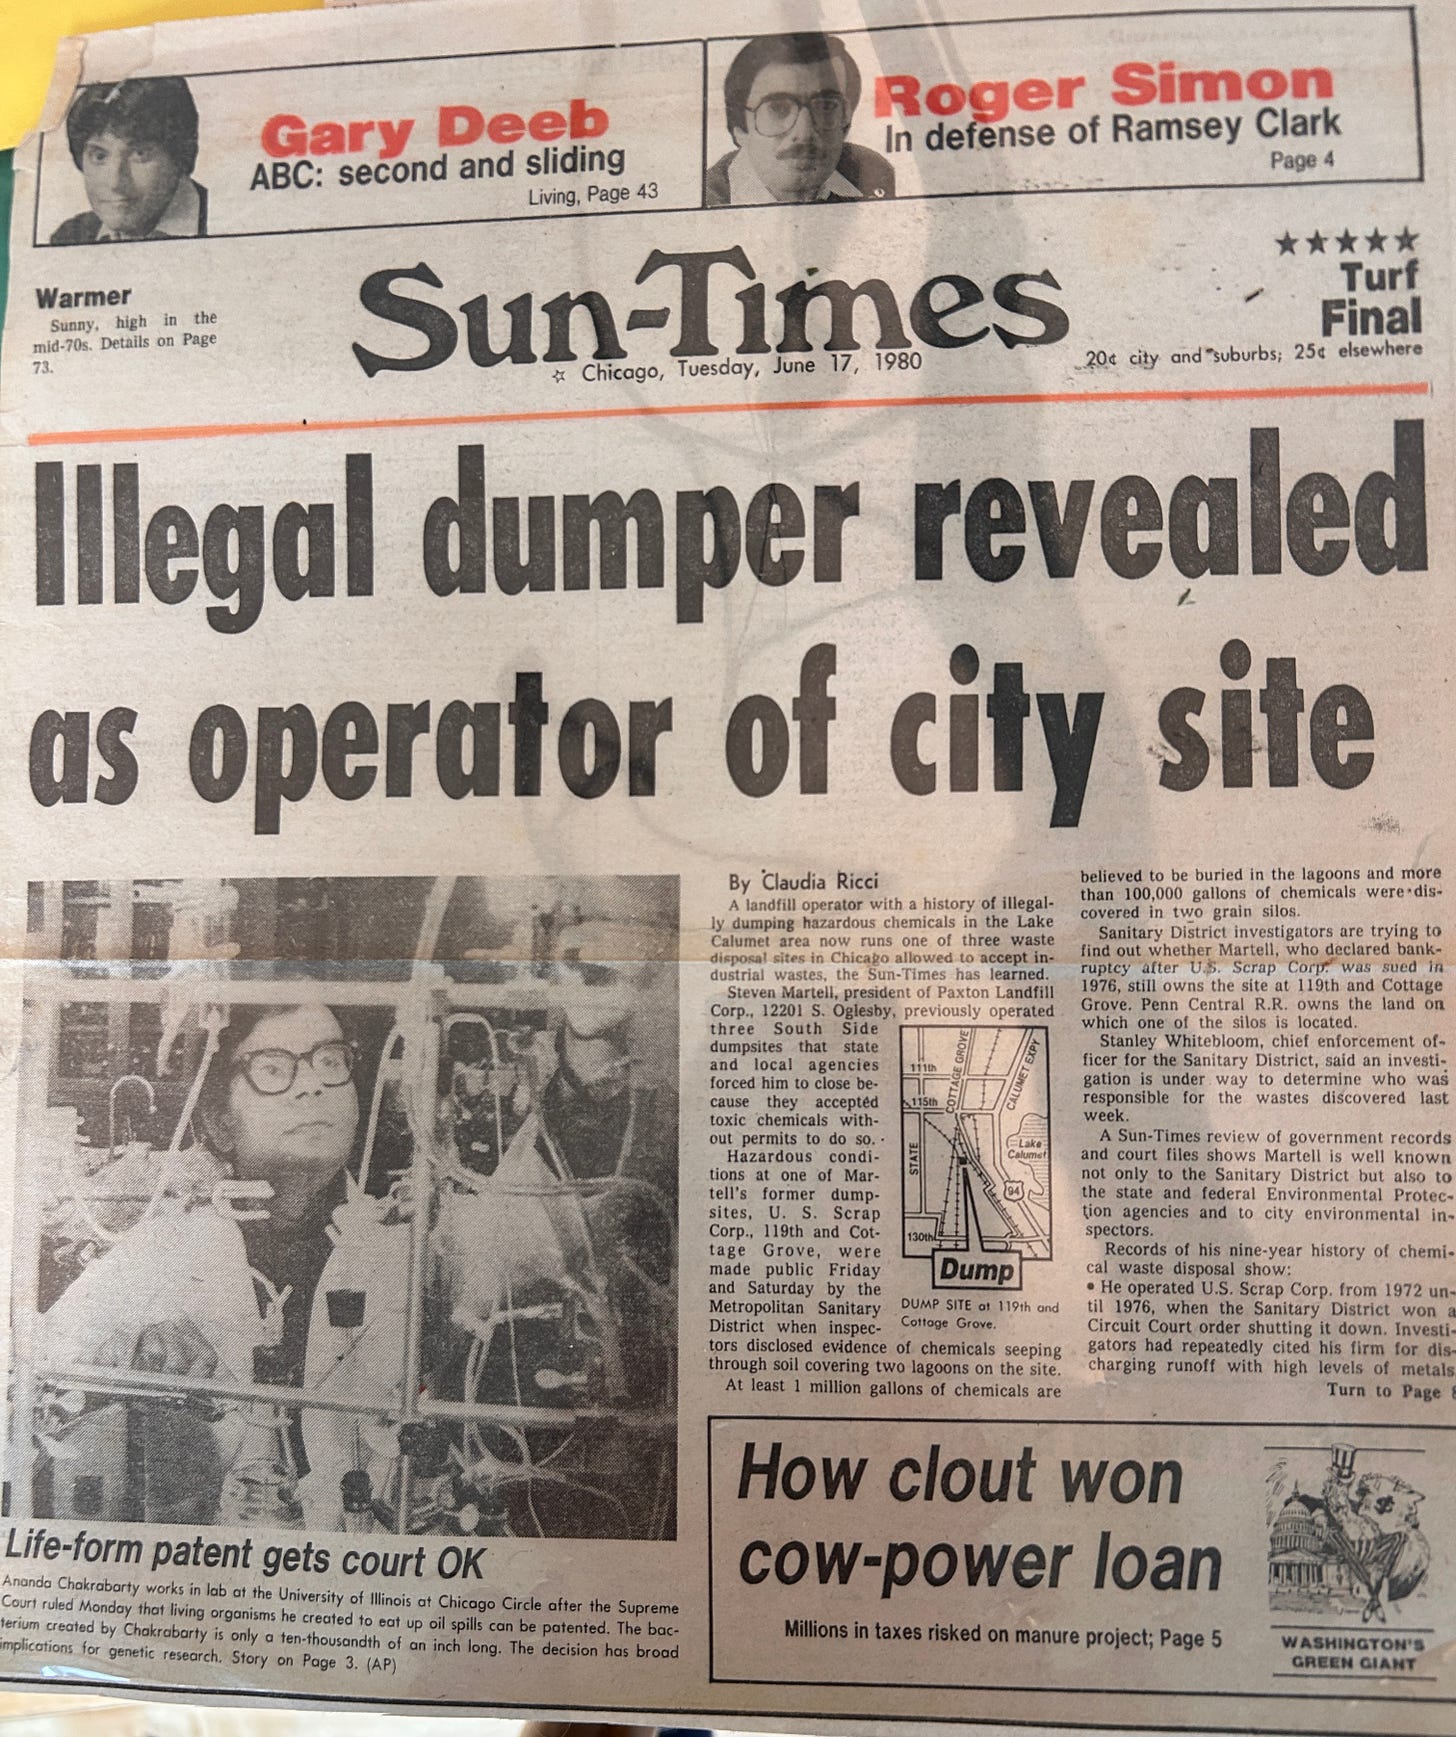 Gary Deeb
ABC: second and sliding
Living, Page 43
Roger Simon
In defense of Ramsey Clark
Page 4
Warmer
Sunny, high in the
mid-70s. Details on Page
73.
Sun-Times
☆ Chicago, Tuesday, June 17, 1980
★★★★★
Turf
Final
20¢ city and suburbs; 25¢ elsewhere
Illegal dumper revealed
as operator of city site
Life-form patent gets court OK
Ananda Chakrabarty works in lab at the University of Illinois at Chicago Circle after the Supreme
Court ruled Monday that living organisms he created to eat up oil spills can be patented. The bac-
terium created by Chakrabarty is only a ten-thousandth of an inch long. The decision has broad
implications for genetic research. Story on Page 3. (AP)
By Claudia Ricci
A landfill operator with a history of illegal-
ly dumping hazardous chemicals in the Lake
Calumet area now runs one of three waste
disposal sites in Chicago allowed to accept in-
dustrial wastes, the Sun-Times has learned.
Steven Martell, president of Paxton Landfill
Corp., 12201 S. Oglesby, previously operated
three South Side
dumpsites that state
and local agencies
forced him to close be-
cause they accepted
toxic chemicals with-
out permits to do so.
Hazardous condi-
tions at one of Mar-
tell's former dump-
sites, U. S. Scrap
Corp., 119th and Cot-
tage Grove, were
made public Friday
and Saturday by the
Metropolitan Sanitary
District when inspec-
tors disclosed evidence of chemicals seeping
through soil covering two lagoons on the site.
At least 1 million gallons of chemicals are
111th
115th
COTTAGE GROVE
CALUMET EXPY
STATE
Lake
Calumet
94
130th
Dump
DUMP SITE at 119th and
Cottage Grove.
believed to be buried in the lagoons and more
than 100,000 gallons of chemicals were dis-
covered in two grain silos.
Sanitary District investigators are trying to
find out whether Martell, who declared bank-
ruptcy after U.S. Scrap Corp. was sued in
1976, still owns the site at 119th and Cottage
Grove. Penn Central R.R. owns the land on
which one of the silos is located.
Stanley Whitebloom, chief enforcement of-
ficer for the Sanitary District, said an investi-
gation is under way to determine who was
responsible for the wastes discovered last
week.
A Sun-Times review of government records
and court files shows Martell is well known
not only to the Sanitary District but also to
the state and federal Environmental Protec-
tion agencies and to city environmental in-
spectors.
Records of his nine-year history of chemi-
cal waste disposal show:
• He operated U.S. Scrap Corp. from 1972 un-
til 1976, when the Sanitary District won a
Circuit Court order shutting it down. Investi-
gators had repeatedly cited his firm for dis-
charging runoff with high levels of metals
Turn to Page 8
How clout won
cow-power loan
Millions in taxes risked on manure project; Page 5
$
WASHINGTON'S
GREEN GIANT